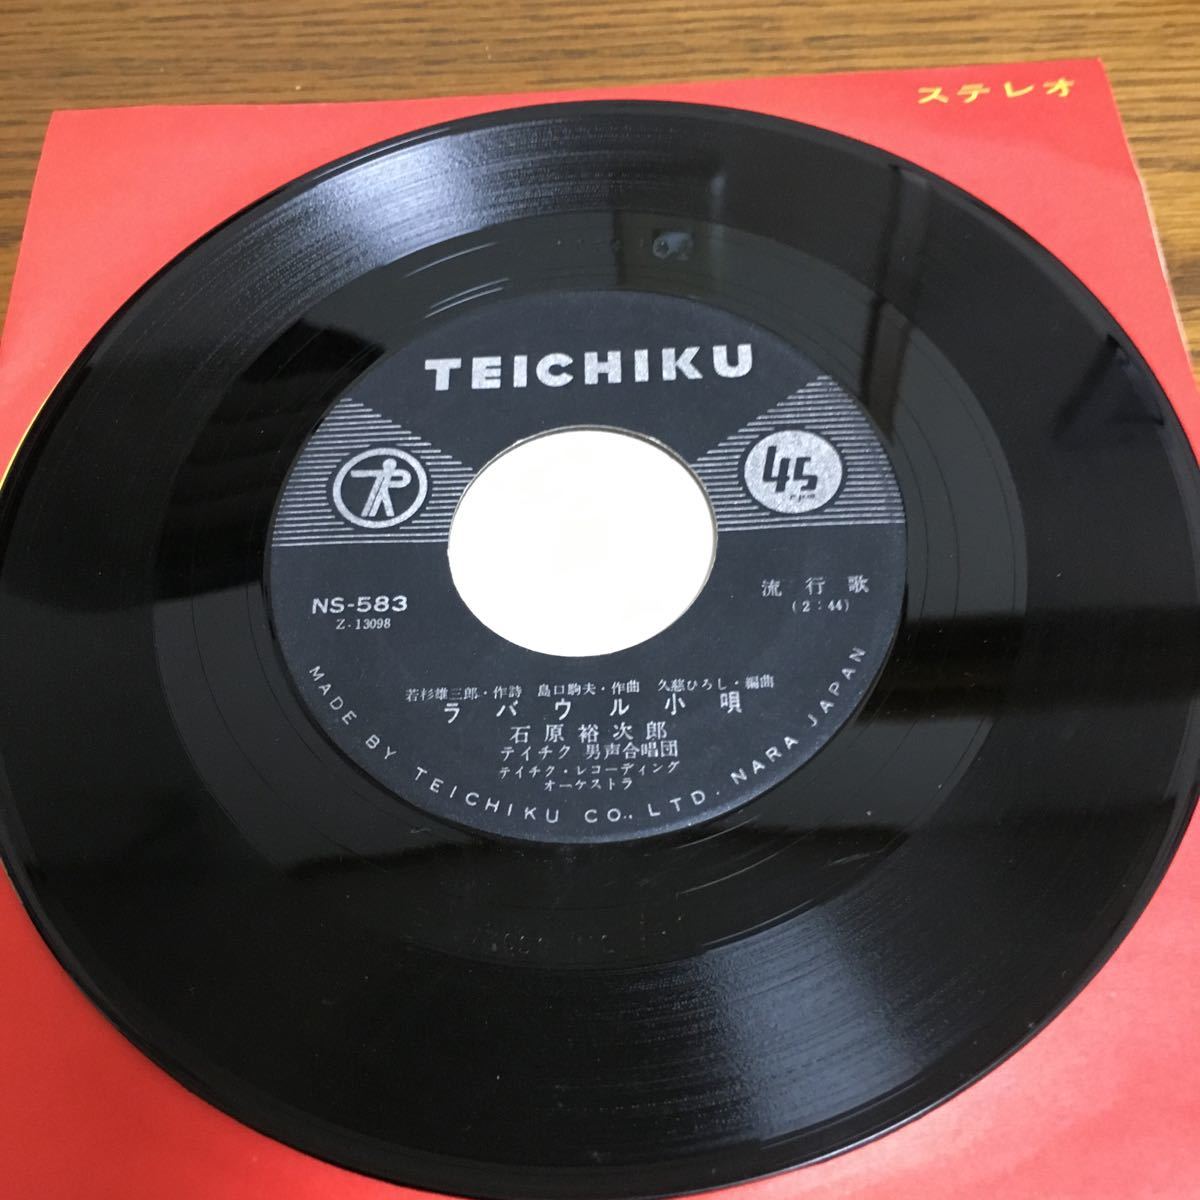 ステレオ
TEICHIKU
45
rpm
NS-583
Z-13098
流行歌
(2:44)
若杉雄三郎・作詩 島口駒夫・作曲 久慈ひろし・編曲
ラバウル小唄
石原裕次郎
テイチク 男声合唱団
テイチク・レコーディング
オーケストラ
MADE BY TEICHIKU CO., LTD. NARA JAPAN